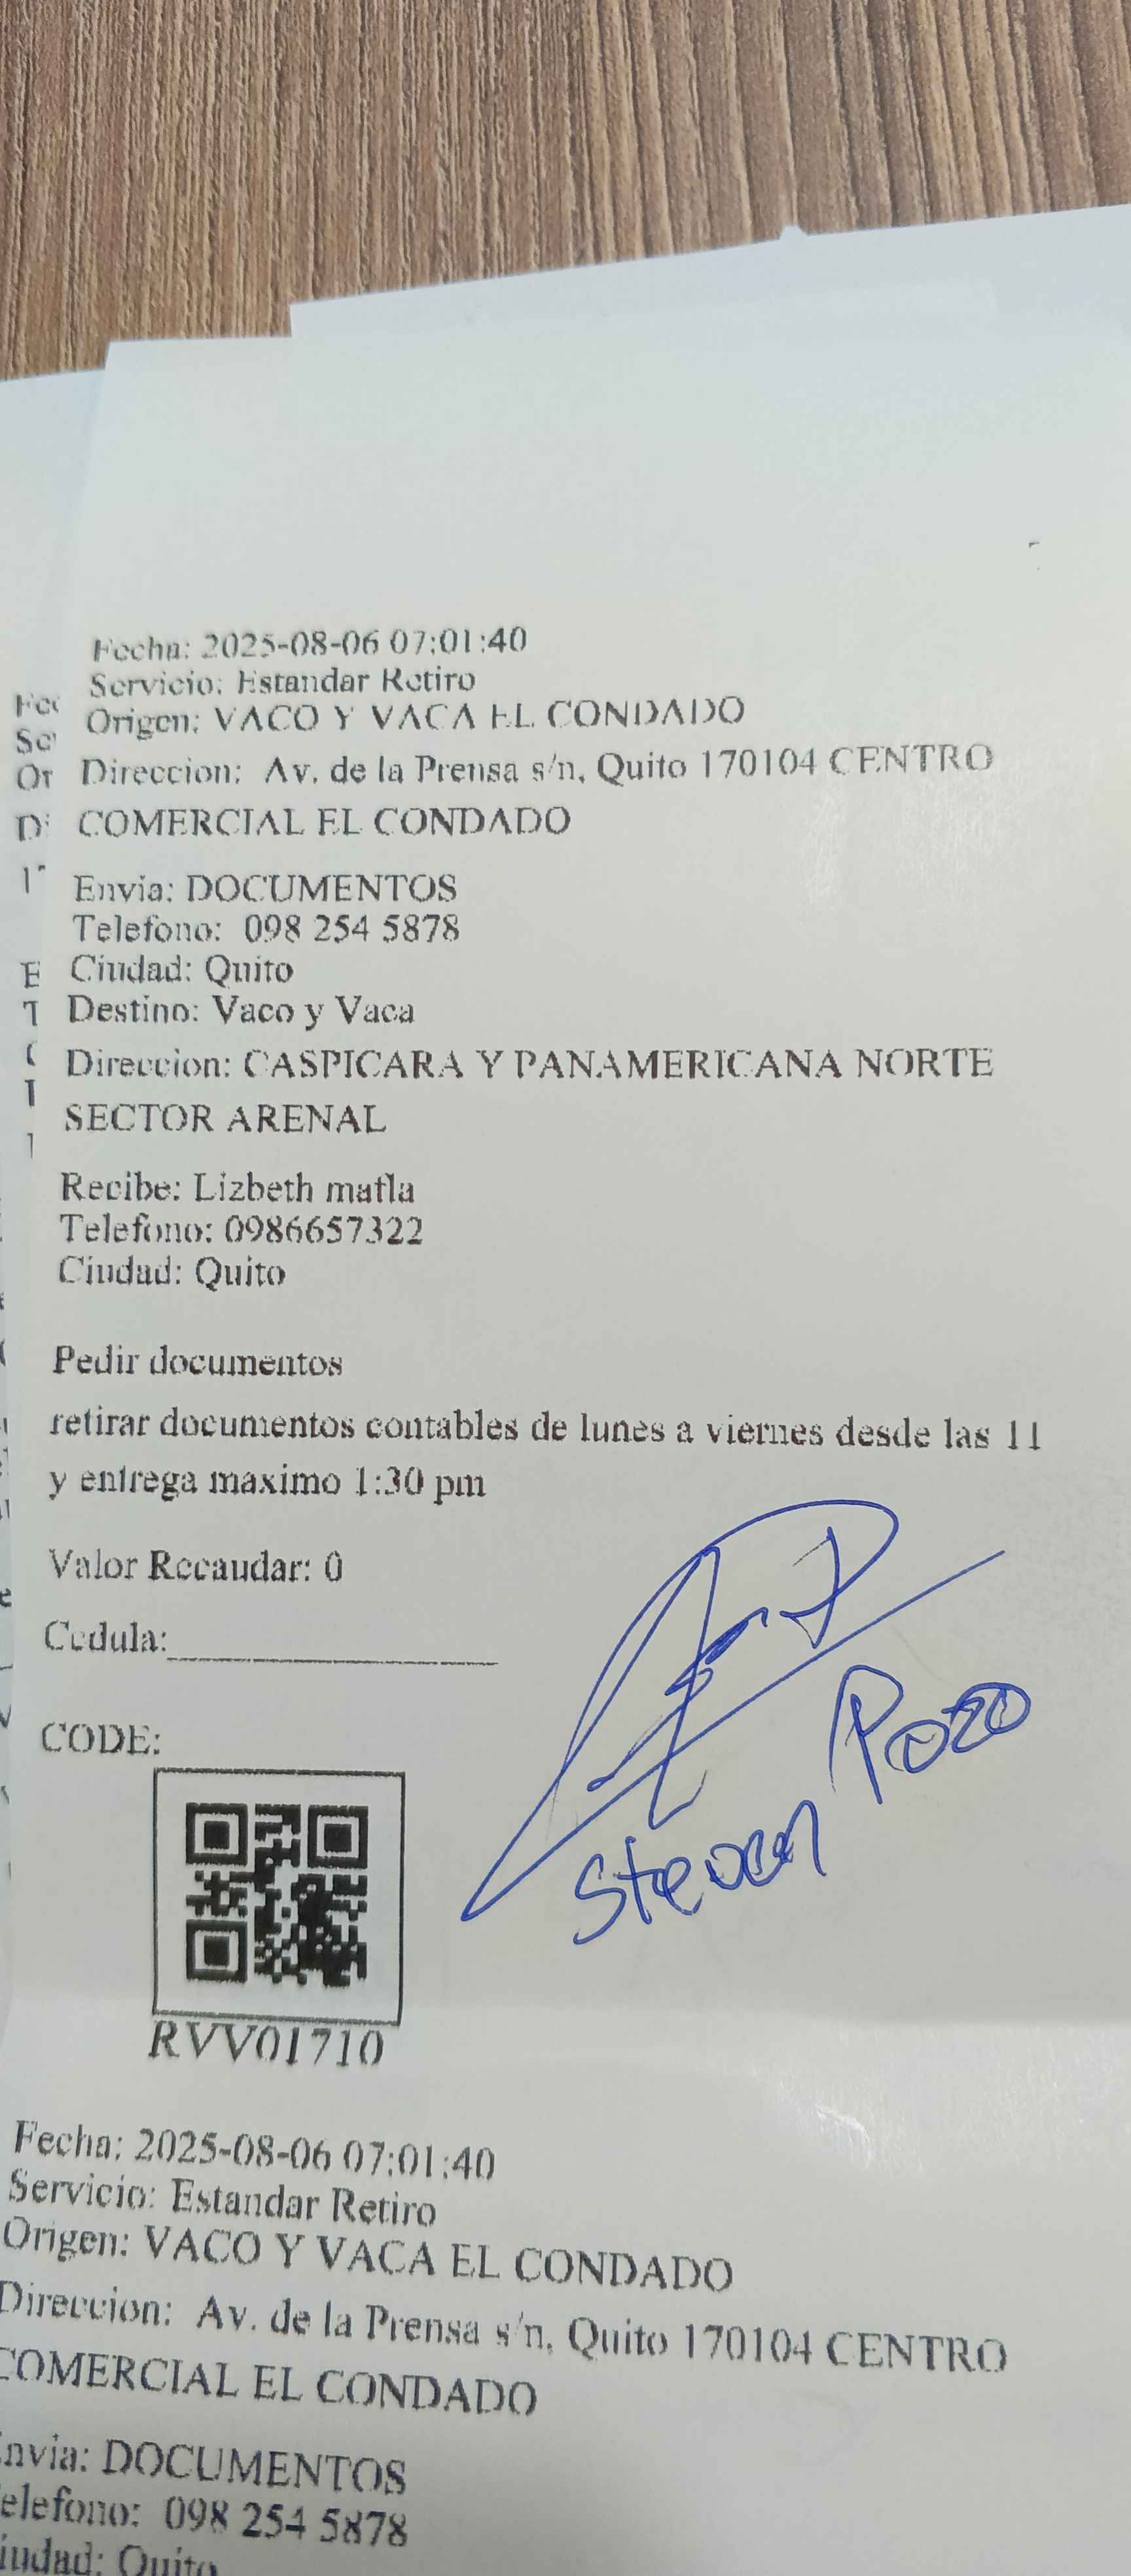 Fecha: 2025-08-06 07:01:40
Servicio: Estandar Retiro
Origen: VACO Y VACA EL CONDADO
Direccion: Av. de la Prensa s/n, Quito 170104 CENTRO
COMERCIAL EL CONDADO
Envia: DOCUMENTOS
Telefono: 098 254 5878
Ciudad: Quito
Destino: Vaco y Vaca
Direccion: CASPICARA Y PANAMERICANA NORTE
SECTOR ARENAL
Recibe: Lizbeth matla
Telefono: 0986657322
Ciudad: Quito
Pedir documentos
retirar documentos contables de lunes a viernes desde las 11
y entrega maximo 1:30 pm
Valor Recaudar: 0
Cedula:
Steven Pozo
CODE:
RVV01710
Fecha: 2025-08-06 07:01:40
Servicio: Estandar Retiro
Origen: VACO Y VACA EL CONDADO
Direccion: Av. de la Prensa s/n, Quito 170104 CENTRO
COMERCIAL EL CONDADO
Envia: DOCUMENTOS
Telefono: 098 254 5878
Ciudad: Quito